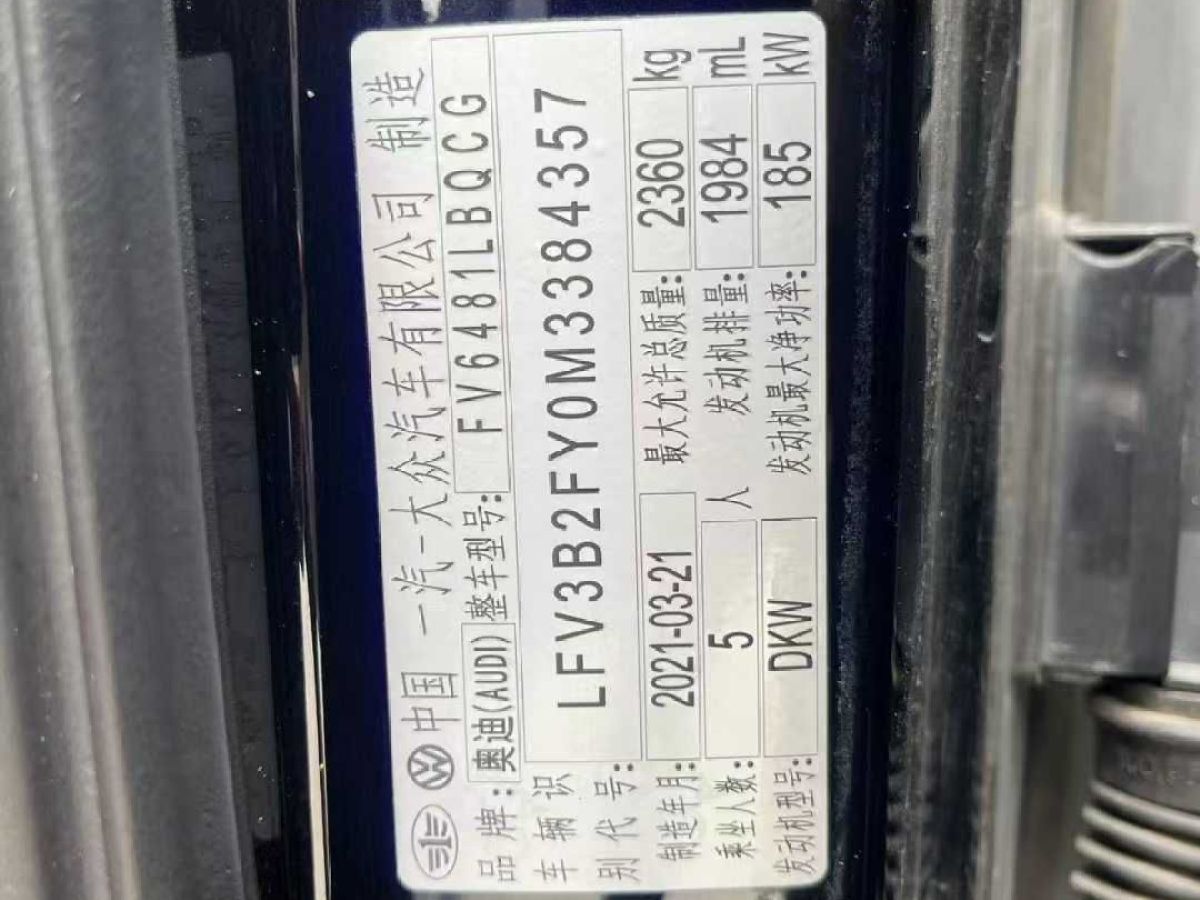 中国 一汽-大众汽车有限公司 制造
品牌:奥迪(AUDI) 整车型号: FV6481LBQCG
车辆识别代号: LFV3B2FY0M3384357
制造年月: 2021-03-21 最大允许总质量: 2360 kg
乘坐人数: 5 人 发动机排量: 1984 mL
发动机型号: DKW 发动机最大净功率: 185 kW